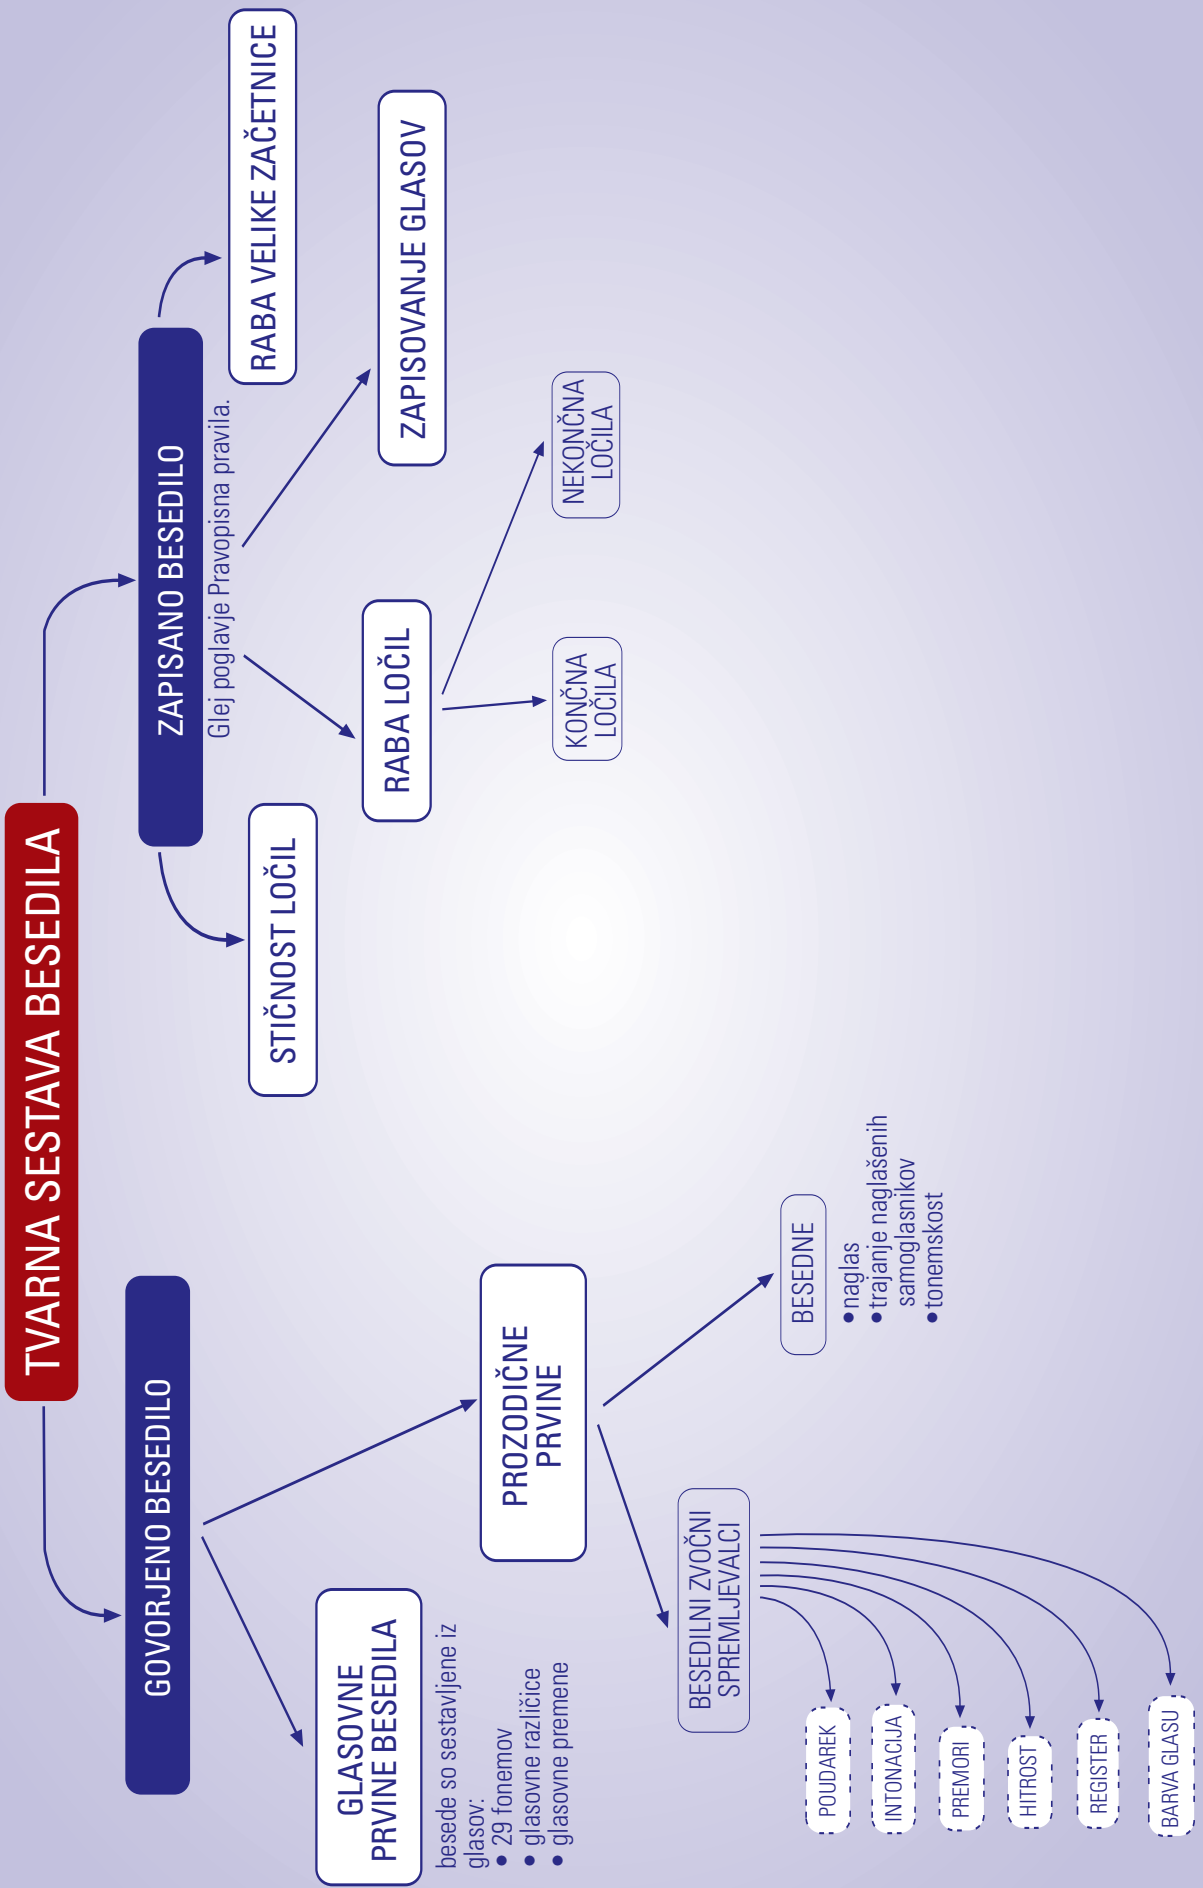 TVARNA SESTAVA BESEDILA
GOVORJENO BESEDILO
GLASOVNE
PRVINE BESEDILA
besede so sestavljene iz
glasov:
• 29 fonemov
• glasovne različice
• glasovne premene
PROZODIČNE
PRVINE
BESEDILNI ZVOČNI
SPREMLJEVALCI
POUDAREK
INTONACIJA
PREMORI
HITROST
REGISTER
BARVA GLASU
BESEDNE
• naglas
• trajanje naglašenih
samoglasnikov
• tonemskost
ZAPISANO BESEDILO
Glej poglavje Pravopisna pravila.
STIČNOST LOČIL
RABA LOČIL
KONČNA
LOČILA
NEKONČNA
LOČILA
ZAPISOVANJE GLASOV
RABA VELIKE ZAČETNICE